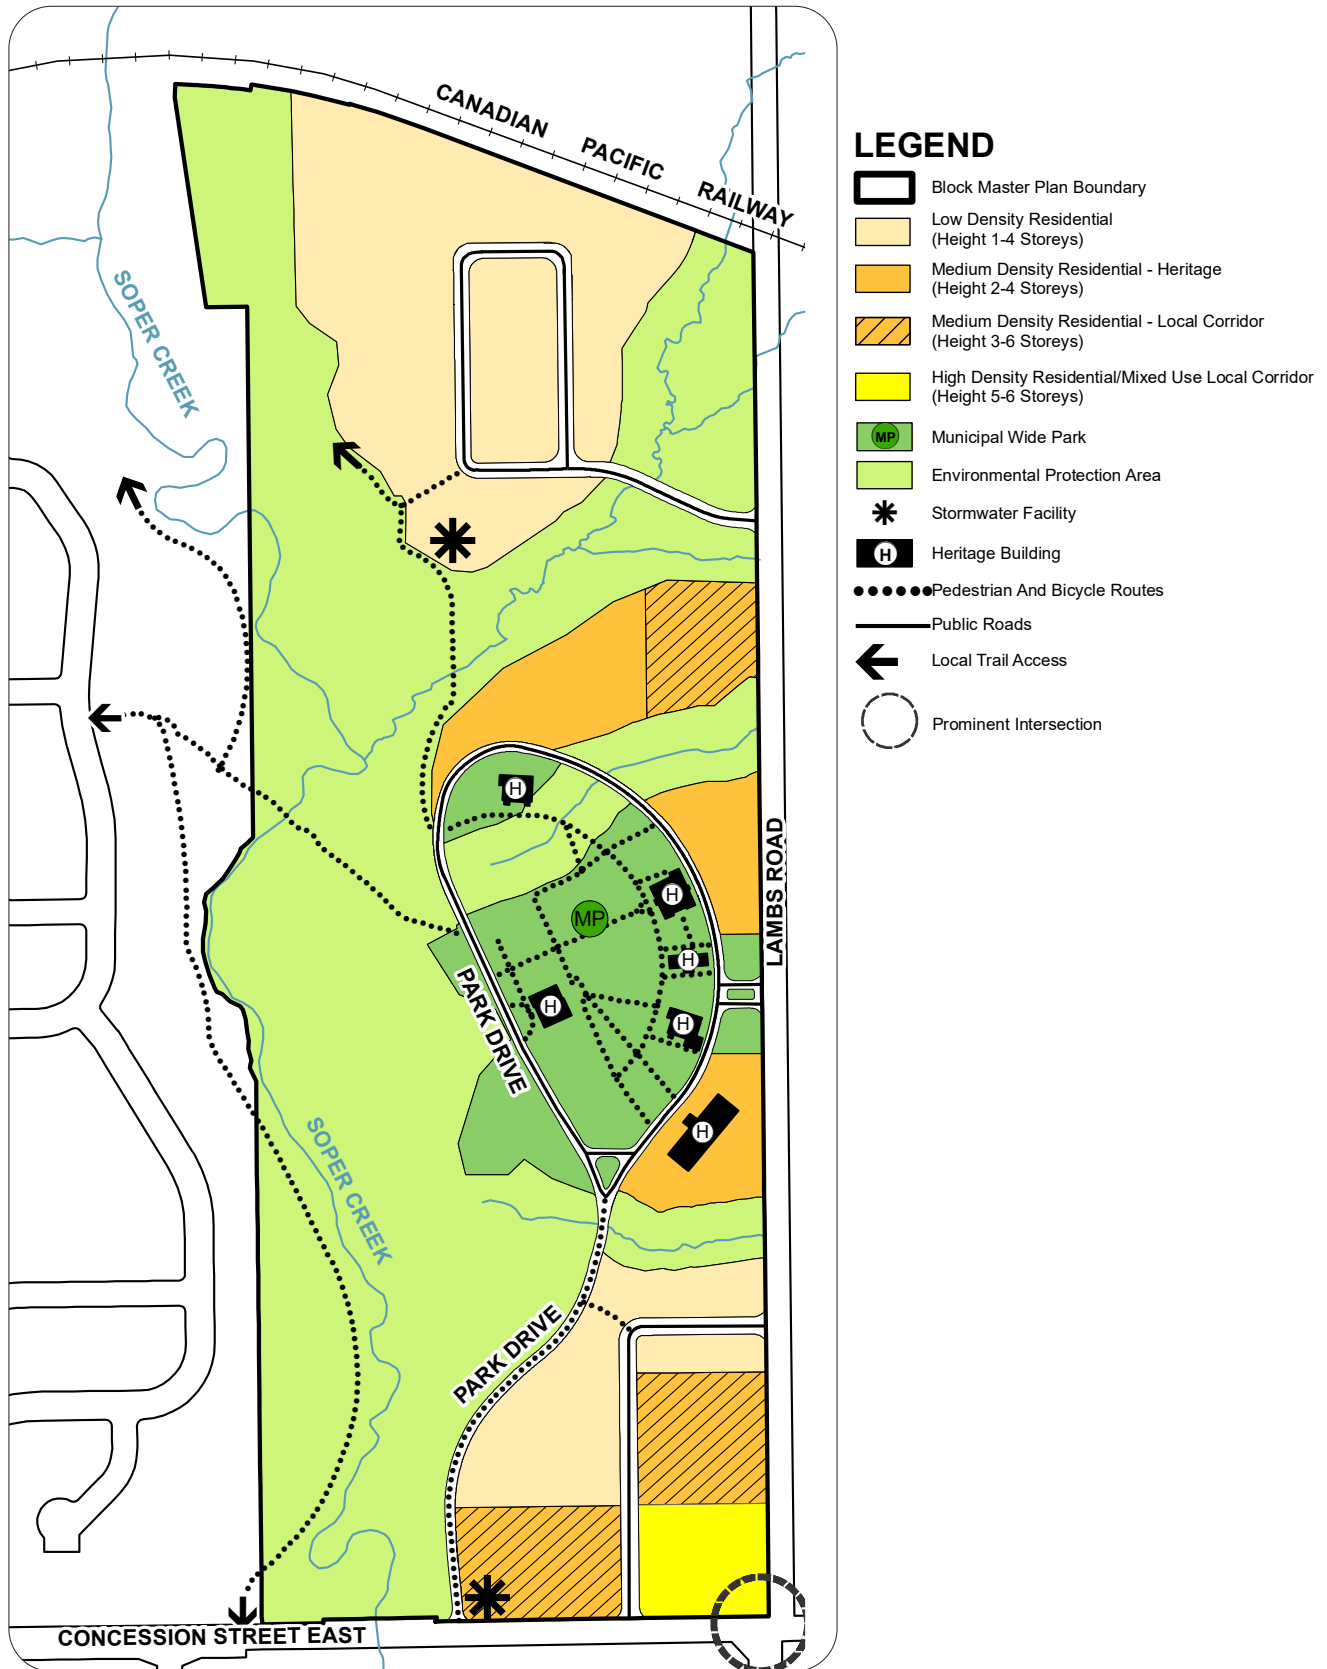 CANADIAN PACIFIC RAILWAY
SOPER CREEK
H
H
MP
H
H
H
PARK DRIVE
LAMBS ROAD
H
SOPER CREEK
PARK DRIVE
CONCESSION STREET EAST
LEGEND
Block Master Plan Boundary
Low Density Residential
(Height 1-4 Storeys)
Medium Density Residential - Heritage
(Height 2-4 Storeys)
Medium Density Residential - Local Corridor
(Height 3-6 Storeys)
High Density Residential/Mixed Use Local Corridor
(Height 5-6 Storeys)
MP Municipal Wide Park
Environmental Protection Area
Stormwater Facility
H Heritage Building
Pedestrian And Bicycle Routes
Public Roads
Local Trail Access
Prominent Intersection